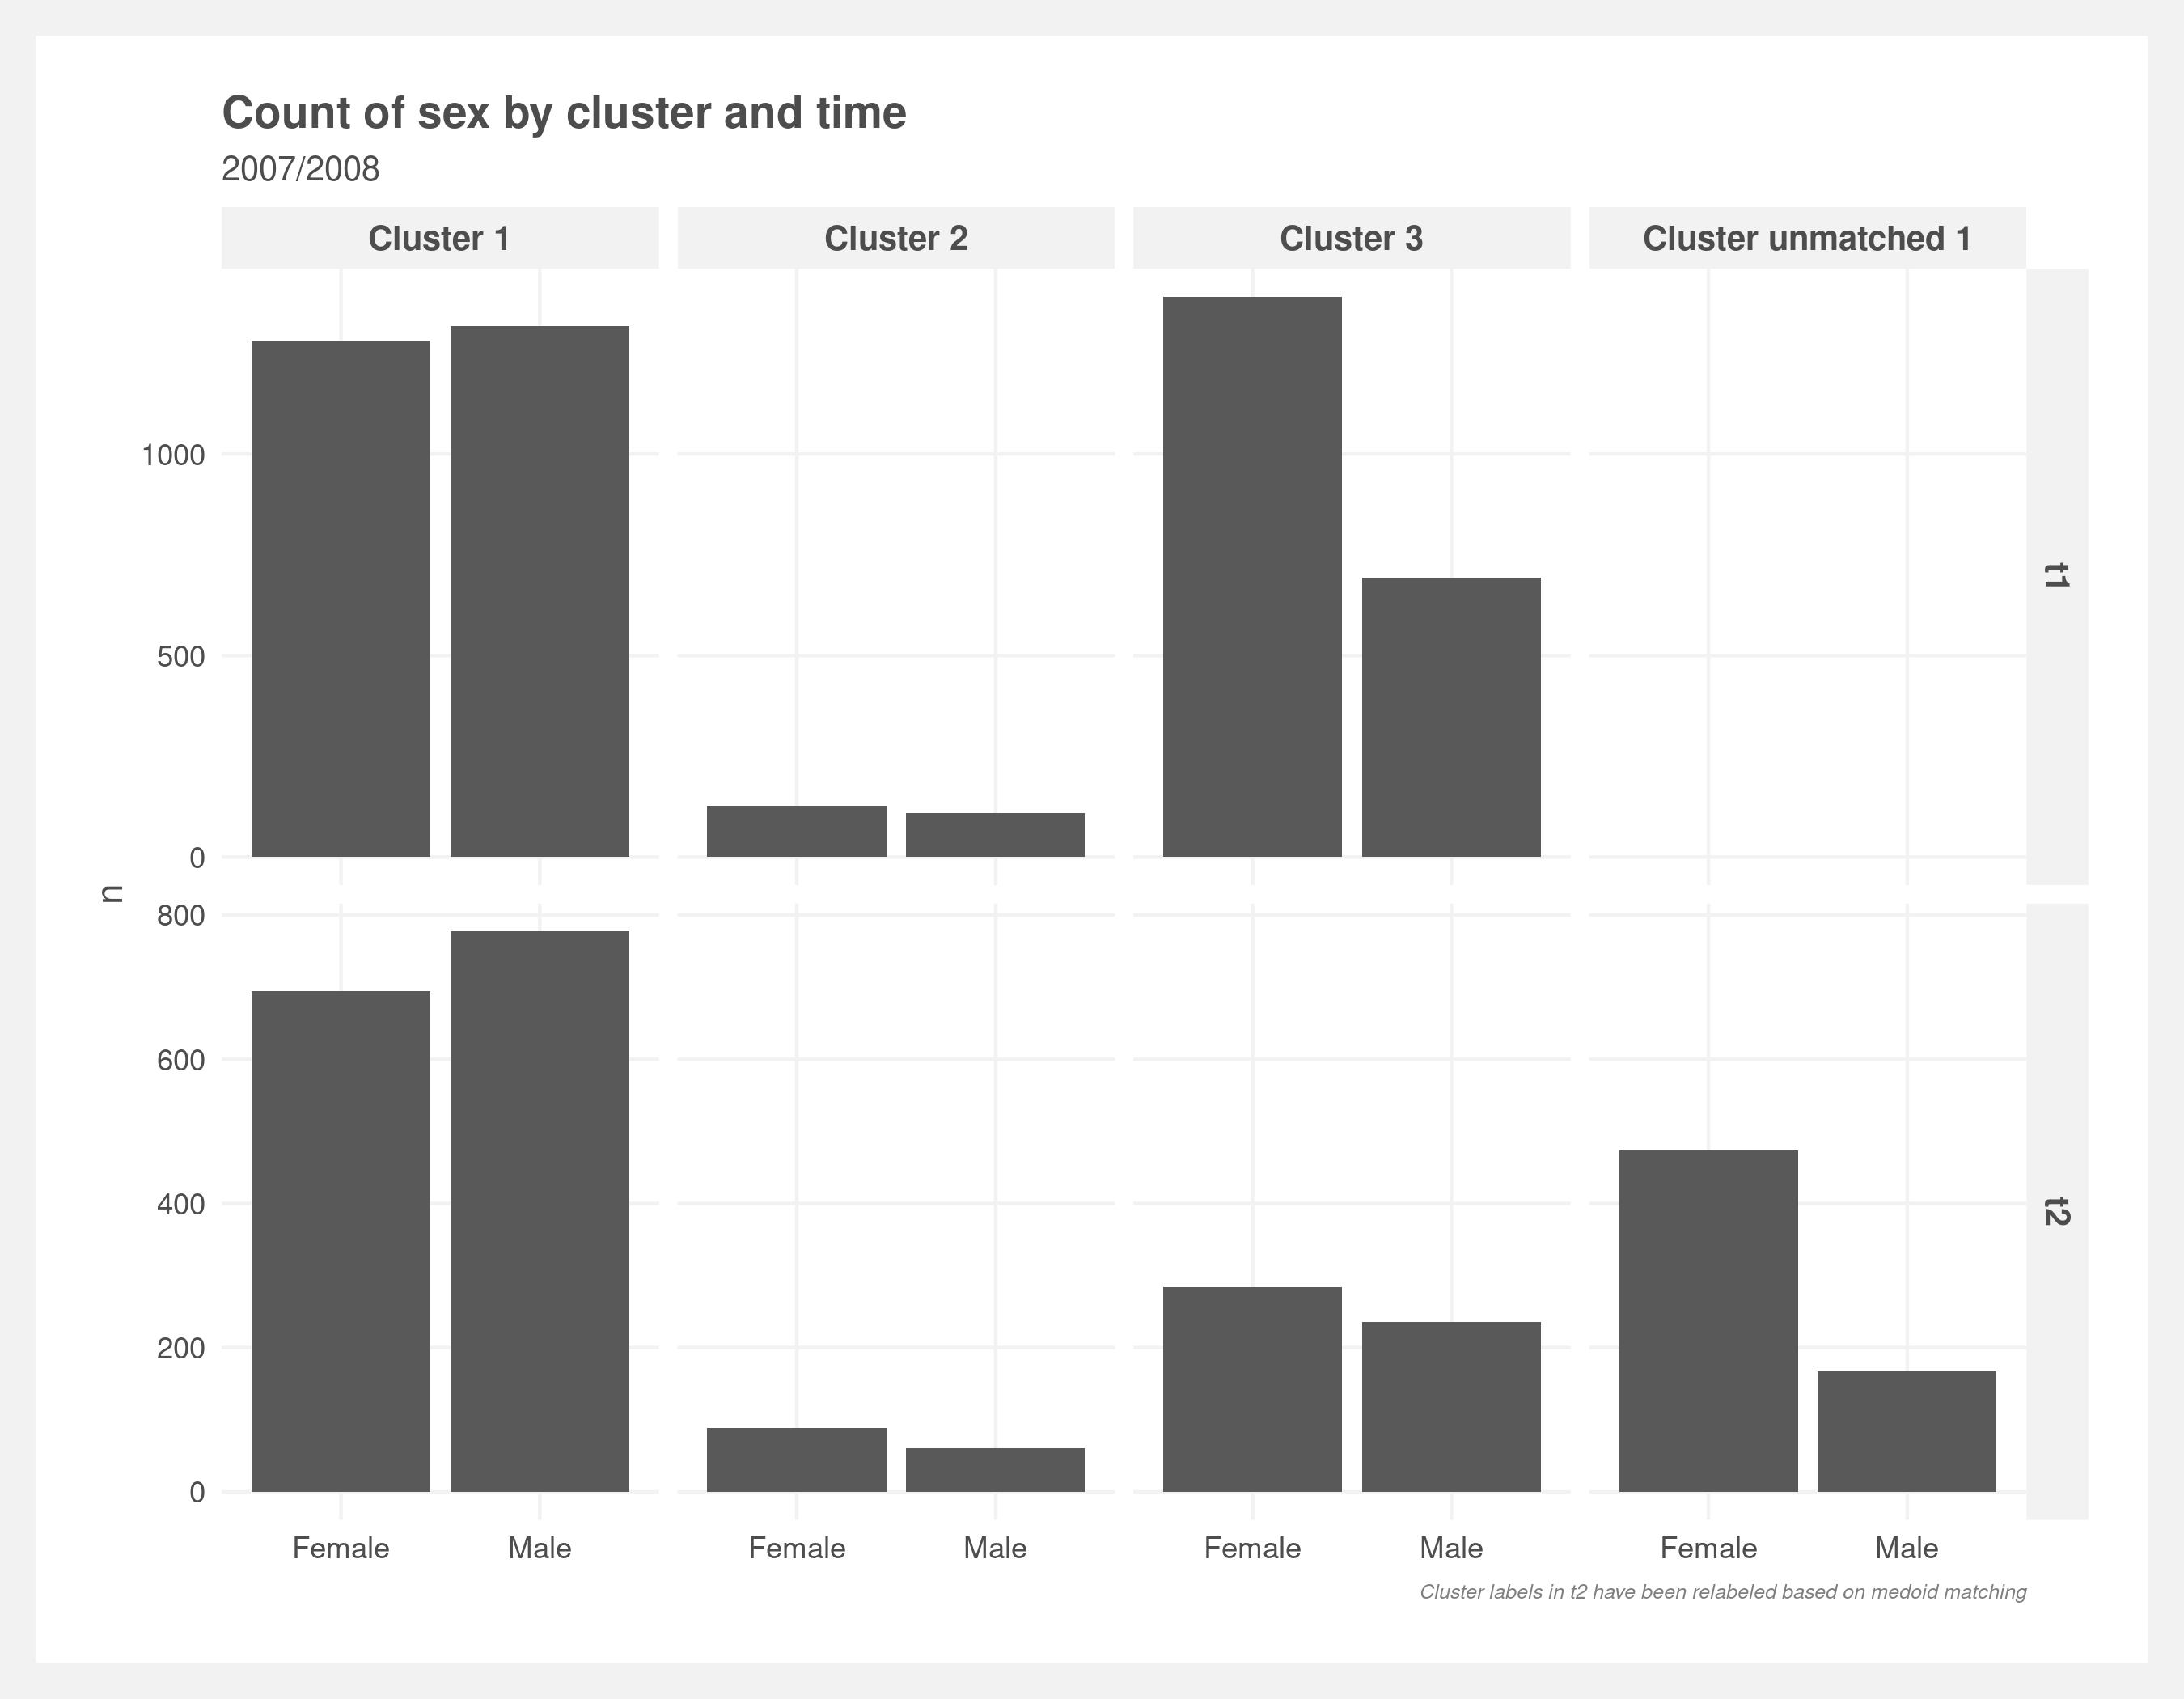 Count of sex by cluster and time
2007/2008
Cluster 1 Cluster 2 Cluster 3 Cluster unmatched 1
1000
500
0
t1
n
800
600
400
200
0
t2
Female Male Female Male Female Male Female Male
Cluster labels in t2 have been relabeled based on medoid matching